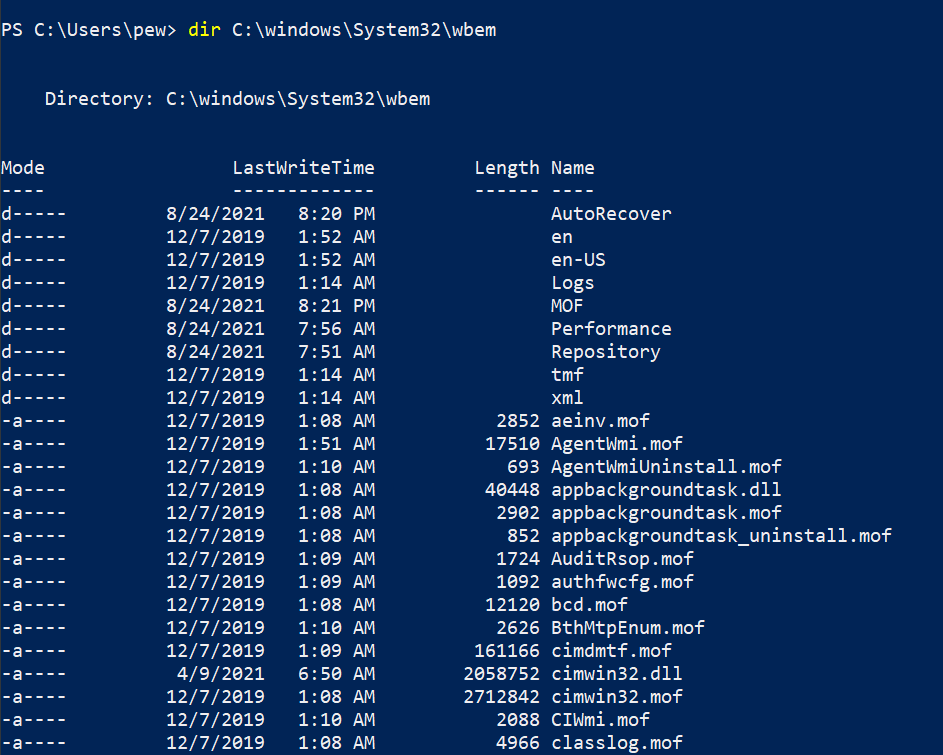 PS C:\Users\pew> dir C:\windows\System32\wbem
Directory: C:\windows\System32\wbem
Mode                 LastWriteTime         Length Name
----                 -------------         ------ ----
d-----         8/24/2021   8:20 PM                AutoRecover
d-----         12/7/2019   1:52 AM                en
d-----         12/7/2019   1:52 AM                en-US
d-----         12/7/2019   1:14 AM                Logs
d-----         8/24/2021   8:21 PM                MOF
d-----         8/24/2021   7:56 AM                Performance
d-----         8/24/2021   7:51 AM                Repository
d-----         12/7/2019   1:14 AM                tmf
d-----         12/7/2019   1:14 AM                xml
-a----         12/7/2019   1:08 AM           2852 aeinv.mof
-a----         12/7/2019   1:51 AM          17510 AgentWmi.mof
-a----         12/7/2019   1:10 AM            693 AgentWmiUninstall.mof
-a----         12/7/2019   1:08 AM          40448 appbackgroundtask.dll
-a----         12/7/2019   1:08 AM           2902 appbackgroundtask.mof
-a----         12/7/2019   1:08 AM            852 appbackgroundtask_uninstall.mof
-a----         12/7/2019   1:09 AM           1724 AuditRsop.mof
-a----         12/7/2019   1:09 AM           1092 authfwcfg.mof
-a----         12/7/2019   1:08 AM          12120 bcd.mof
-a----         12/7/2019   1:10 AM           2626 BthMtpEnum.mof
-a----         12/7/2019   1:09 AM         161166 cimdmtf.mof
-a----          4/9/2021   6:50 AM        2058752 cimwin32.dll
-a----         12/7/2019   1:08 AM        2712842 cimwin32.mof
-a----         12/7/2019   1:10 AM           2088 CIWmi.mof
-a----         12/7/2019   1:08 AM           4966 classlog.mof